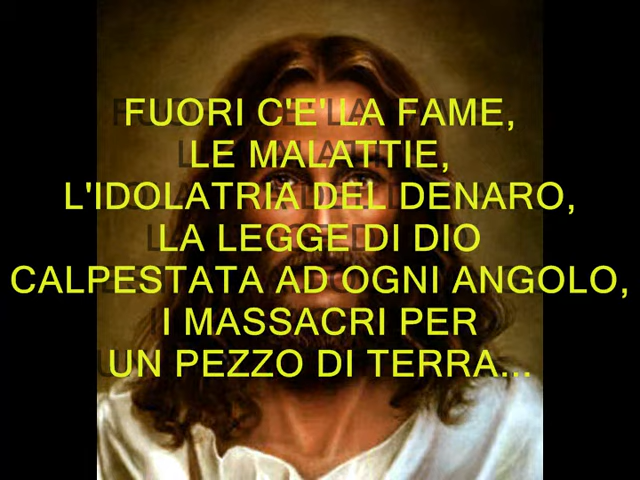 FUORI C'E' LA FAME,
LE MALATTIE,
L'IDOLATRIA DEL DENARO,
LA LEGGE DI DIO
CALPESTATA AD OGNI ANGOLO,
I MASSACRI PER
UN PEZZO DI TERRA...